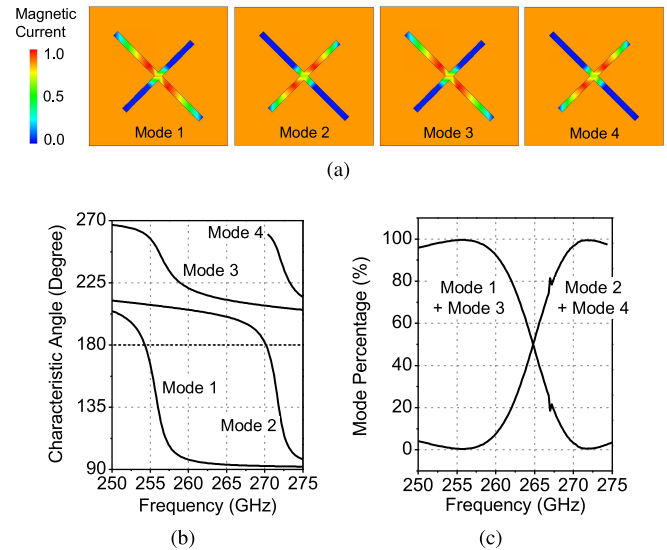 Magnetic
Current
1.0
0.5
0.0
Mode 1
Mode 2
Mode 3
Mode 4
(a)
Characteristic Angle (Degree)
270
225
180
135
90
Mode 4
Mode 3
Mode 1
Mode 2
250 255 260 265 270 275
Frequency (GHz)
(b)
Mode Percentage (%)
100
80
60
40
20
0
Mode 1
+ Mode 3
Mode 2
+ Mode 4
250 255 260 265 270 275
Frequency (GHz)
(c)